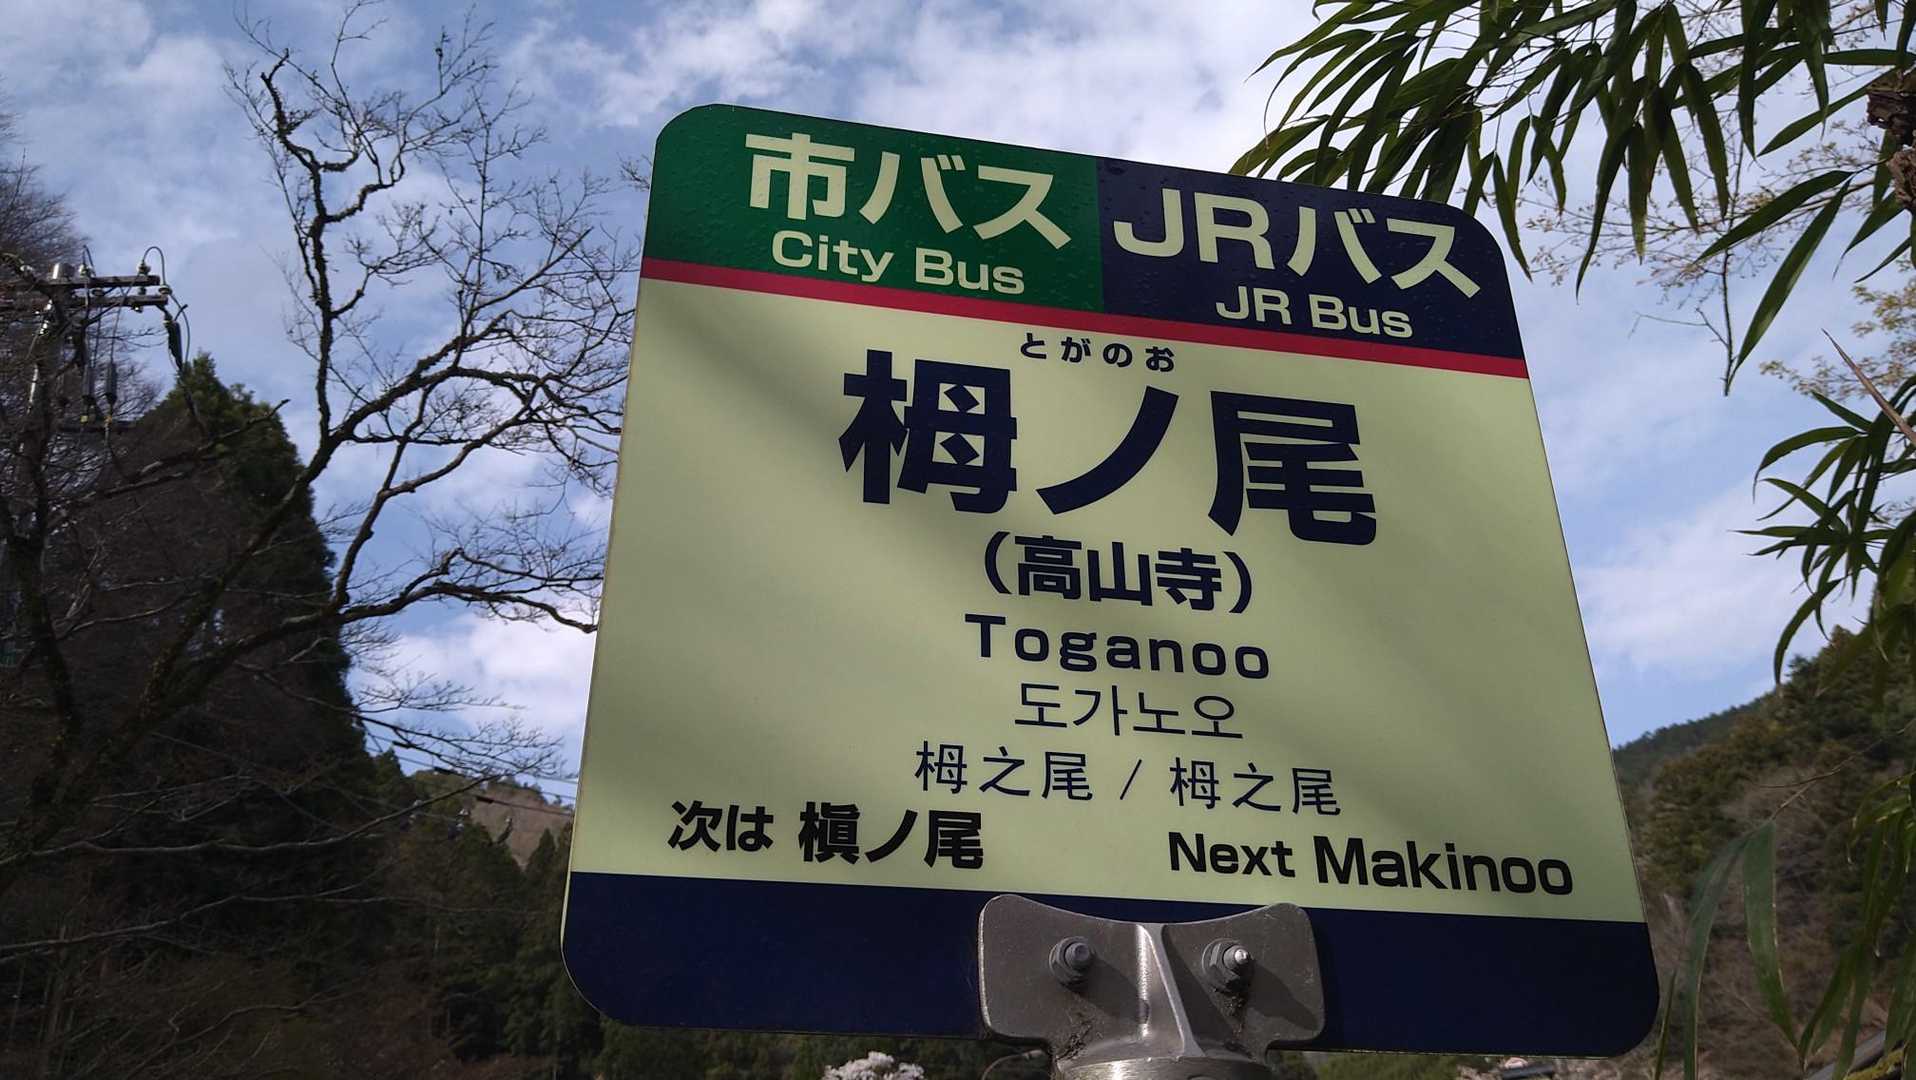 市バス JRバス
City Bus JR Bus
とがのお
栂ノ尾
(高山寺)
Toganoo
도가노오
栂之尾 / 栂之尾
次は 槇ノ尾 Next Makinoo